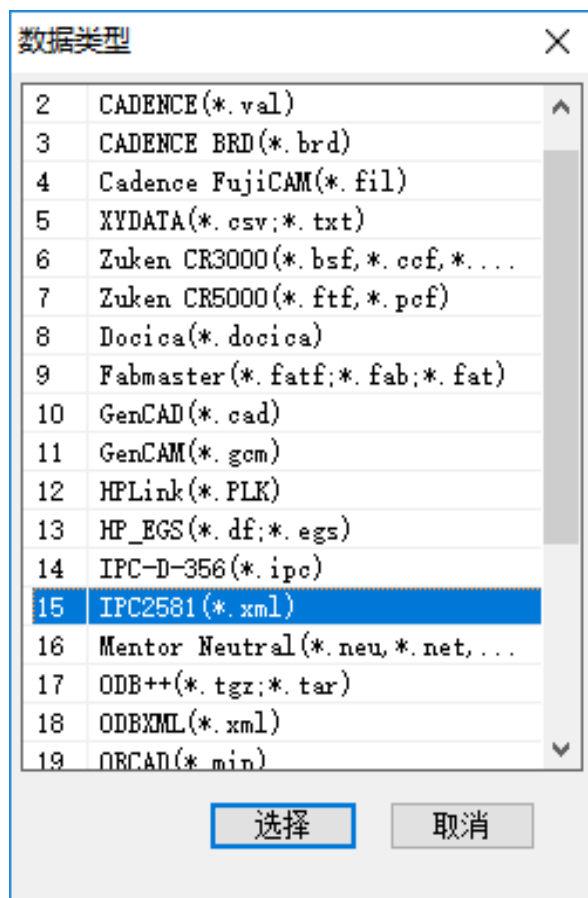 数据类型
2 CADENCE(*.val)
3 CADENCE BRD(*.brd)
4 Cadence FujiCAM(*.fil)
5 XYDATA(*.csv;*.txt)
6 Zuken CR3000(*.bsf,*.ccf,*....
7 Zuken CR5000(*.ftf,*.pcf)
8 Docica(*.docica)
9 Fabmaster(*.fatf;*.fab;*.fat)
10 GenCAD(*.cad)
11 GenCAM(*.gcm)
12 HPLink(*.PLK)
13 HP_EGS(*.df;*.egs)
14 IPC-D-356(*.ipc)
15 IPC2581(*.xml)
16 Mentor Neutral(*.neu,*.net,...
17 ODB++(*.tgz;*.tar)
18 ODBXML(*.xml)
19 ORCAD(*.min)
选择 取消